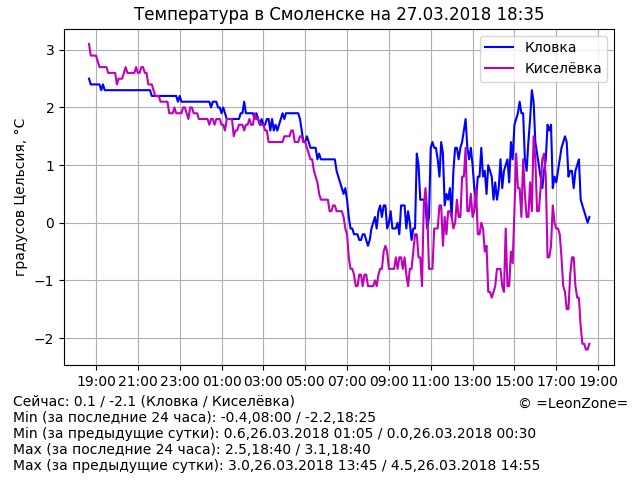 Температура в Смоленске на 27.03.2018 18:35
Кловка
Киселёвка
градусов Цельсия, °C
3
2
1
0
−1
−2
19:00 21:00 23:00 01:00 03:00 05:00 07:00 09:00 11:00 13:00 15:00 17:00 19:00
Сейчас: 0.1 / -2.1 (Кловка / Киселёвка)
© =LeonZone=
Min (за последние 24 часа): -0.4,08:00 / -2.2,18:25
Min (за предыдущие сутки): 0.6,26.03.2018 01:05 / 0.0,26.03.2018 00:30
Max (за последние 24 часа): 2.5,18:40 / 3.1,18:40
Max (за предыдущие сутки): 3.0,26.03.2018 13:45 / 4.5,26.03.2018 14:55